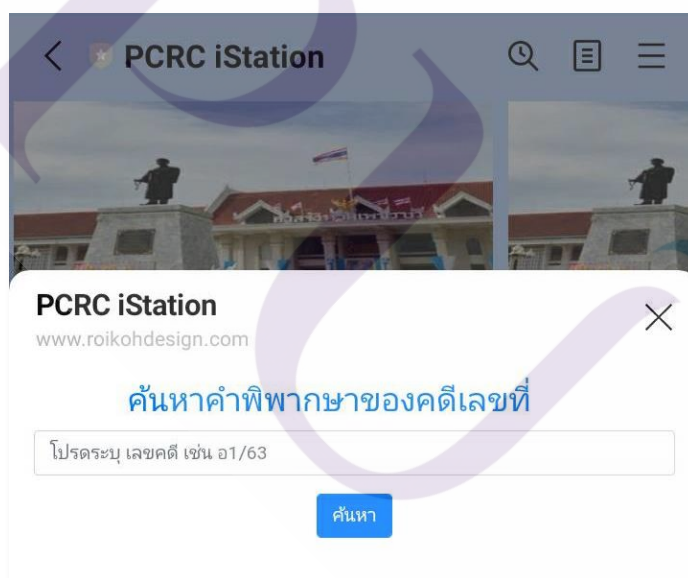 PCRC iStation
PCRC iStation
www.roikohdesign.com
ค้นหาคำพิพากษาของคดีเลขที่
โปรดระบุ เลขคดี เช่น อ1/63
ค้นหา